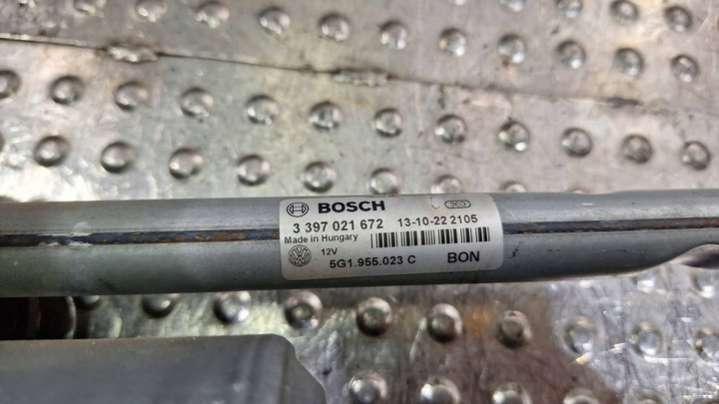 BOSCH
3 397 021 672 13-10-22 2105
Made in Hungary
12V
5G1.955.023 C BON